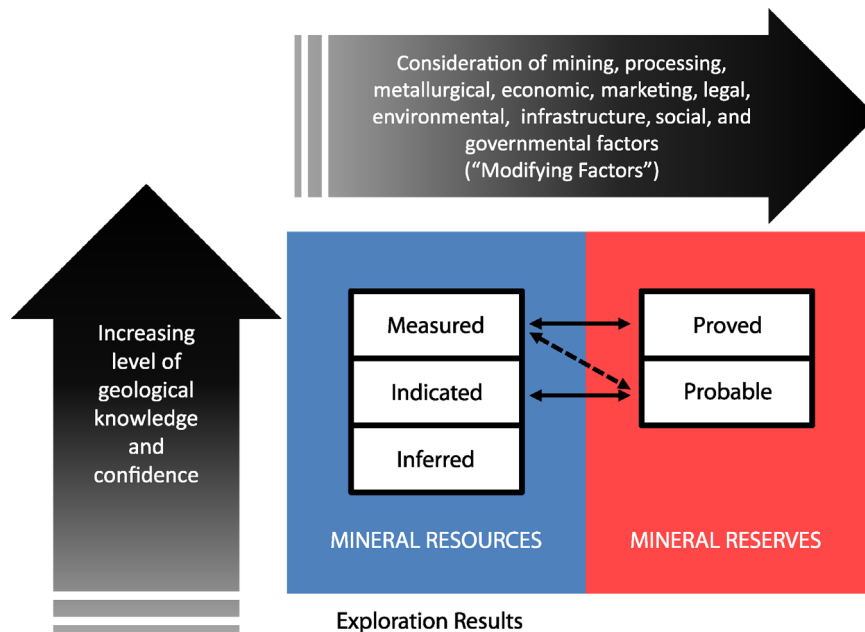 Consideration of mining, processing,
metallurgical, economic, marketing, legal,
environmental, infrastructure, social, and
governmental factors
(“Modifying Factors”)
Increasing
level of
geological
knowledge
and
confidence
Measured
Proved
Indicated
Probable
Inferred
MINERAL RESOURCES
MINERAL RESERVES
Exploration Results